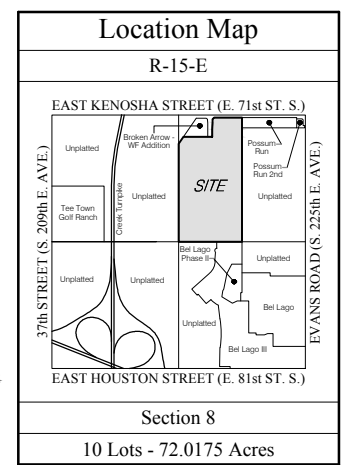 Location Map
R-15-E
EAST KENOSHA STREET (E. 71st ST. S.)
37th STREET (S. 209th E. AVE.)
EVANS ROAD (S. 225th E. AVE.)
Unplatted
Broken Arrow -
WF Addition
Possum
Run
Possum
Run 2nd
SITE
Tee Town
Golf Ranch
Creek Turnpike
Unplatted
Unplatted
Unplatted
Unplatted
Bel Lago
Phase II
Unplatted
Bel Lago
Unplatted
Bel Lago III
EAST HOUSTON STREET (E. 81st ST. S.)
Section 8
10 Lots - 72.0175 Acres